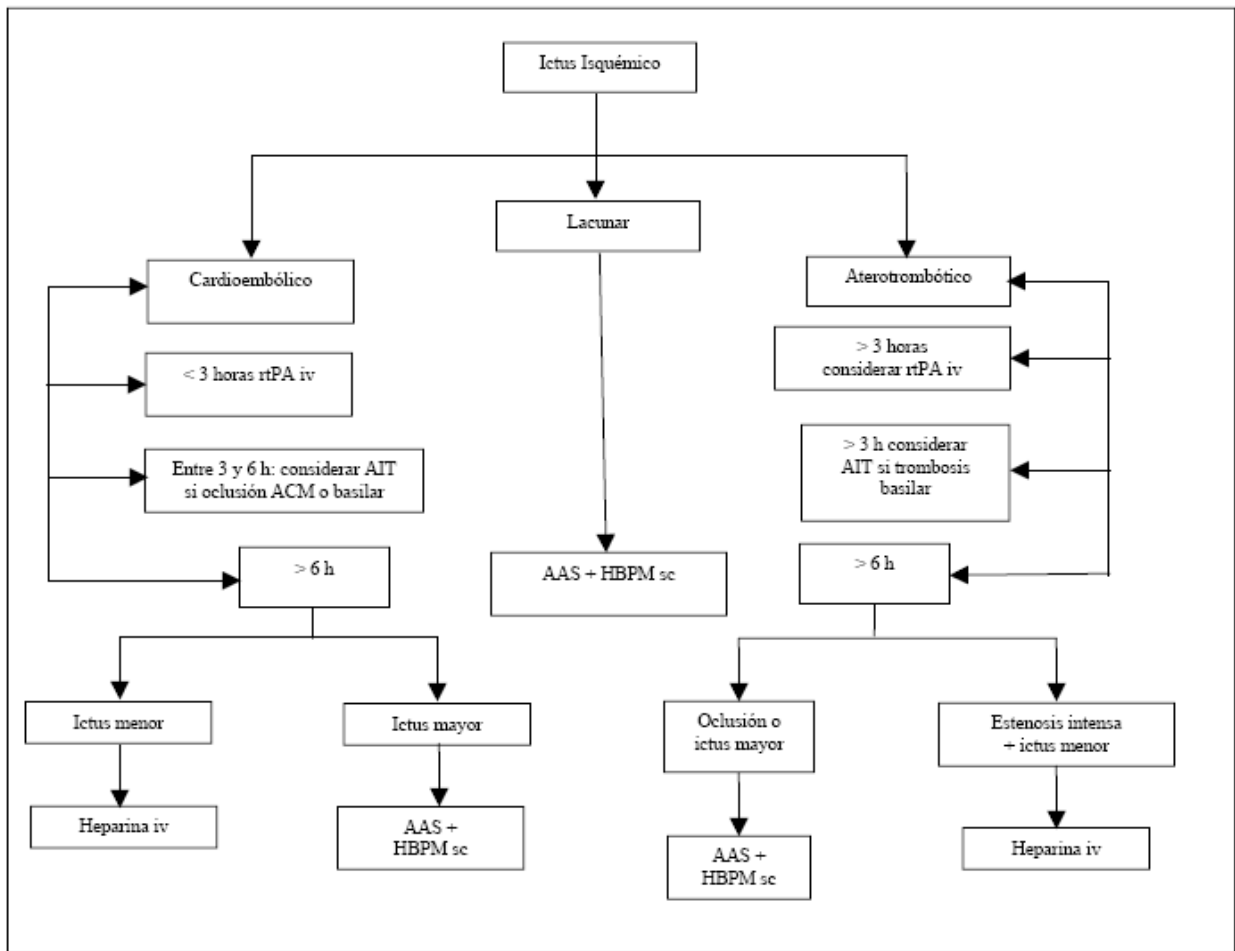 Ictus Isquémico
Lacunar
Cardioembólico
Aterotrombótico
> 3 horas
considerar rtPA iv
< 3 horas rtPA iv
> 3 h considerar
AIT si trombosis
basilar
Entre 3 y 6 h: considerar AIT
si oclusión ACM o basilar
> 6 h
AAS + HBPM sc
> 6 h
Ictus menor
Ictus mayor
Oclusión o
ictus mayor
Estenosis intensa
+ ictus menor
Heparina iv
AAS +
HBPM sc
AAS +
HBPM sc
Heparina iv